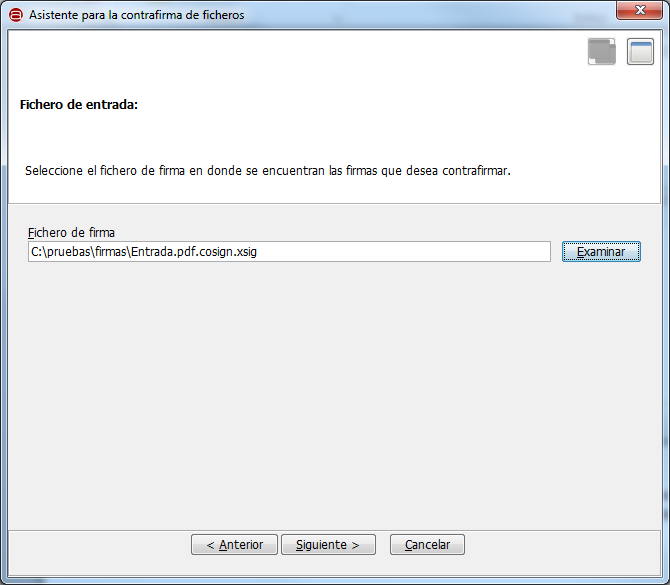 Asistente para la contrafirma de ficheros
Fichero de entrada:
Seleccione el fichero de firma en donde se encuentran las firmas que desea contrafirmar.
Fichero de firma
C:\pruebas\firmas\Entrada.pdf.cosign.xsig
Examinar
< Anterior
Siguiente >
Cancelar